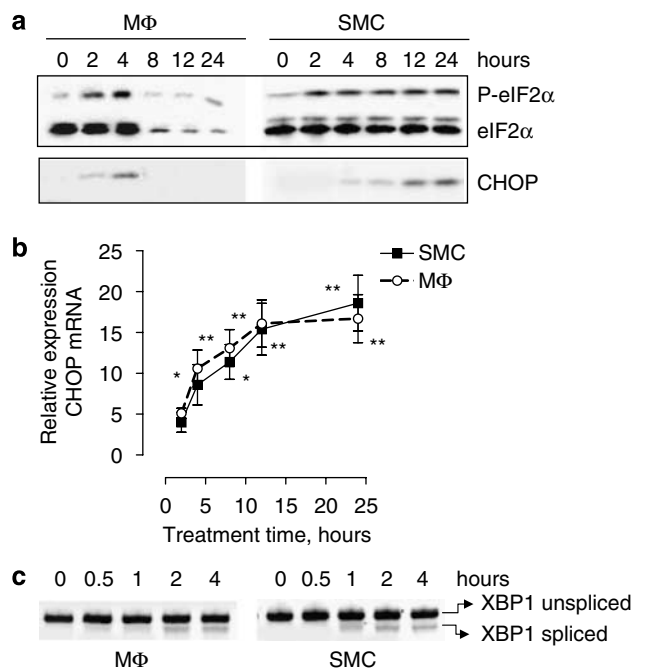 a MΦ SMC
0 2 4 8 12 24 0 2 4 8 12 24 hours
P-eIF2α
eIF2α
CHOP
b
Relative expression
CHOP mRNA
25
20
15
10
5
0
SMC
MΦ
**
** **
* **
** *
0 5 10 15 20 25
Treatment time, hours
c 0 0.5 1 2 4 0 0.5 1 2 4 hours
XBP1 unspliced
XBP1 spliced
MΦ SMC